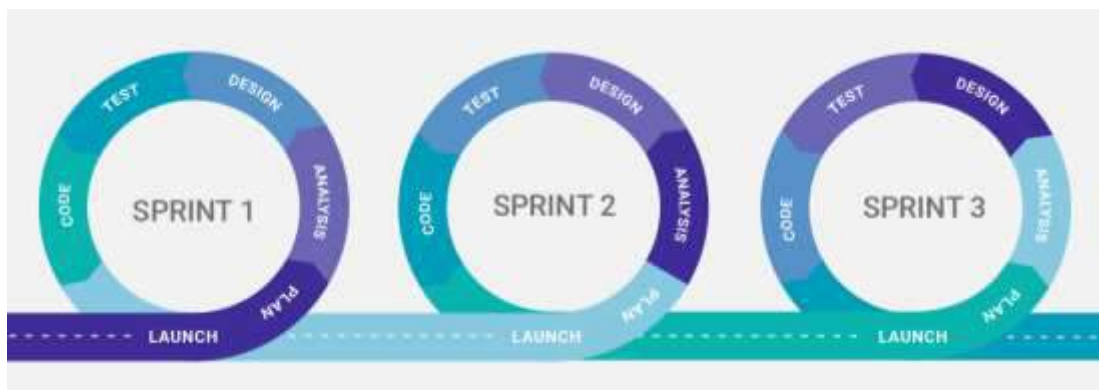 TEST
DESIGN
CODE
SPRINT 1
ANALYSIS
PLAN
LAUNCH
TEST
DESIGN
CODE
SPRINT 2
ANALYSIS
PLAN
LAUNCH
TEST
DESIGN
CODE
SPRINT 3
ANALYSIS
PLAN
LAUNCH